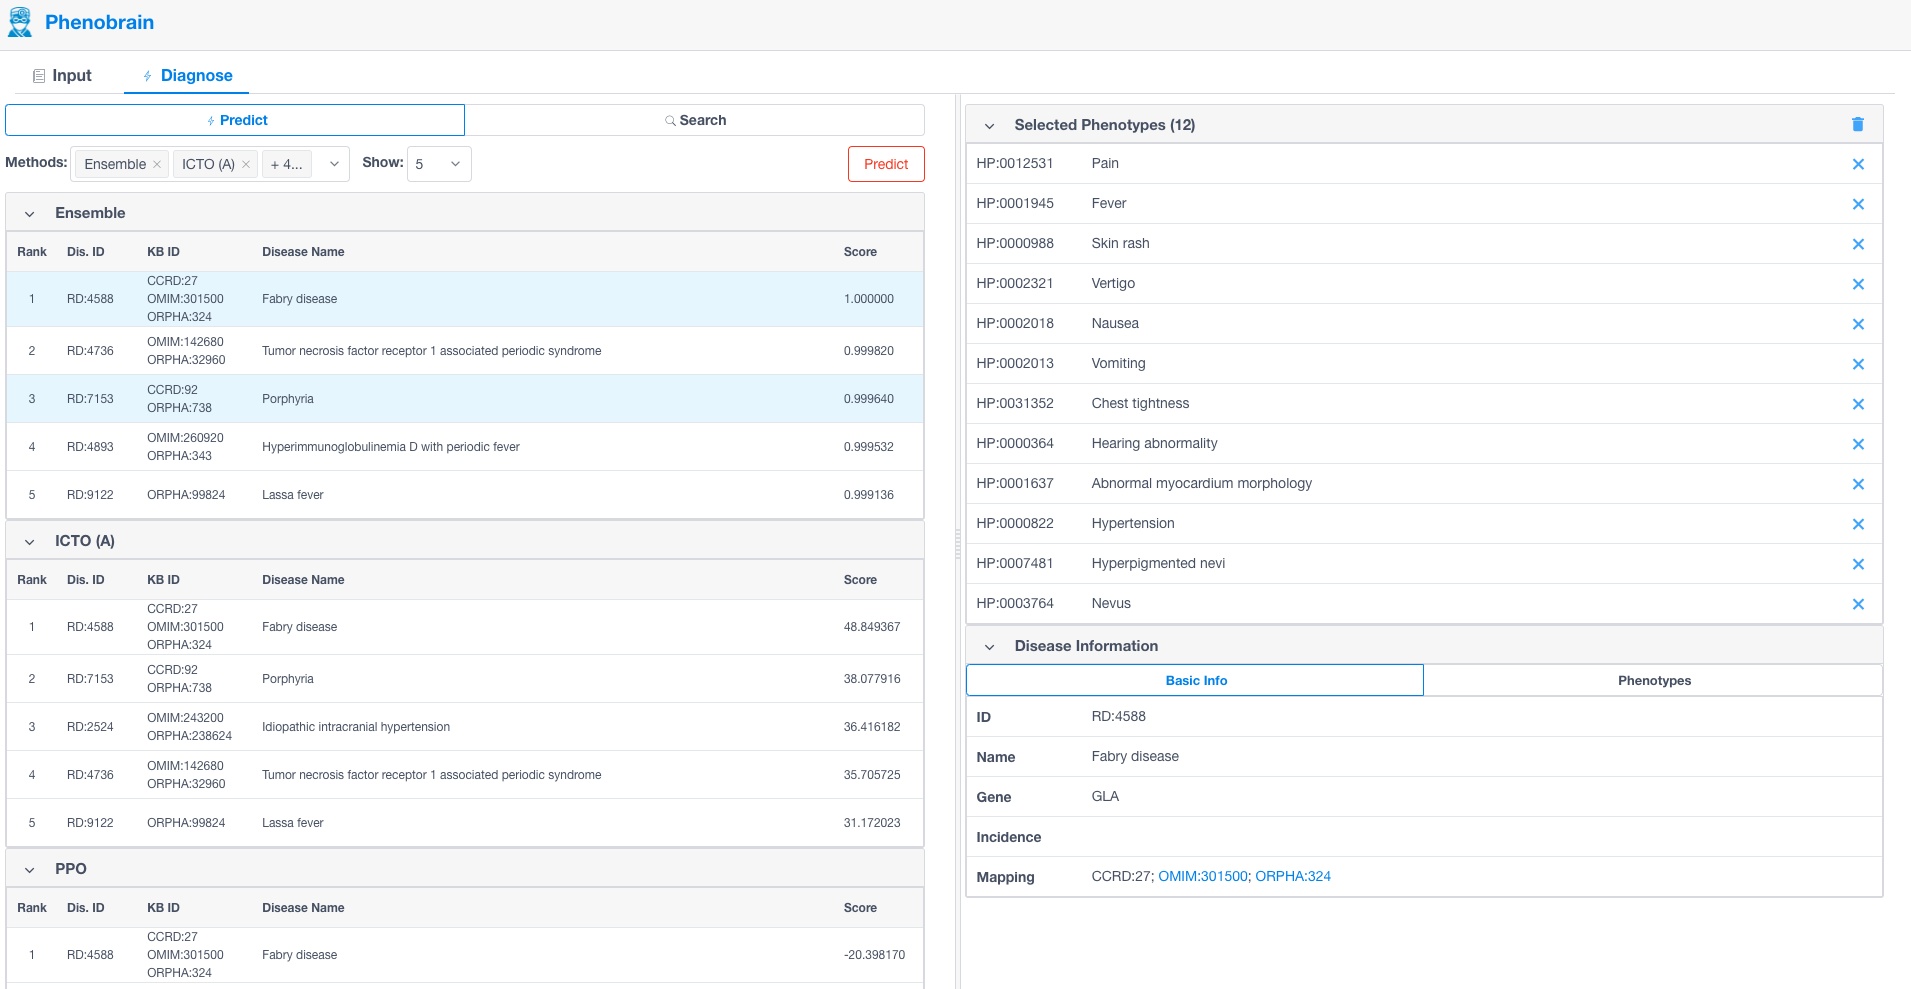 Phenobrain
Input Diagnose
Predict Search
Methods: Ensemble × ICTO (A) × + 4... Show: 5 Predict
Ensemble
Rank Dis. ID KB ID Disease Name Score
1 RD:4588 CCRD:27 OMIM:301500 ORPHA:324 Fabry disease 1.000000
2 RD:4736 OMIM:142680 ORPHA:32960 Tumor necrosis factor receptor 1 associated periodic syndrome 0.999820
3 RD:7153 CCRD:92 ORPHA:738 Porphyria 0.999640
4 RD:4893 OMIM:260920 ORPHA:343 Hyperimmunoglobulinemia D with periodic fever 0.999532
5 RD:9122 ORPHA:99824 Lassa fever 0.999136
ICTO (A)
Rank Dis. ID KB ID Disease Name Score
1 RD:4588 CCRD:27 OMIM:301500 ORPHA:324 Fabry disease 48.849367
2 RD:7153 CCRD:92 ORPHA:738 Porphyria 38.077916
3 RD:2524 OMIM:243200 ORPHA:238624 Idiopathic intracranial hypertension 36.416182
4 RD:4736 OMIM:142680 ORPHA:32960 Tumor necrosis factor receptor 1 associated periodic syndrome 35.705725
5 RD:9122 ORPHA:99824 Lassa fever 31.172023
PPO
Rank Dis. ID KB ID Disease Name Score
1 RD:4588 CCRD:27 OMIM:301500 ORPHA:324 Fabry disease -20.398170
Selected Phenotypes (12)
HP:0012531 Pain
HP:0001945 Fever
HP:0000988 Skin rash
HP:0002321 Vertigo
HP:0002018 Nausea
HP:0002013 Vomiting
HP:0031352 Chest tightness
HP:0000364 Hearing abnormality
HP:0001637 Abnormal myocardium morphology
HP:0000822 Hypertension
HP:0007481 Hyperpigmented nevi
HP:0003764 Nevus
Disease Information
Basic Info Phenotypes
ID RD:4588
Name Fabry disease
Gene GLA
Incidence
Mapping CCRD:27; OMIM:301500; ORPHA:324